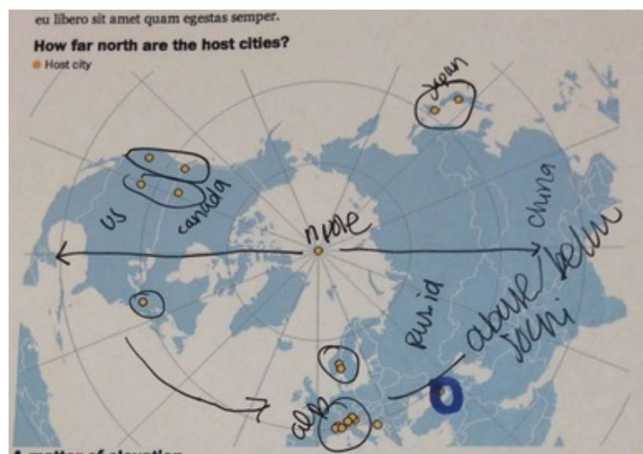 eu libero sit amet quam egestas semper.
How far north are the host cities?
Host city
Japan
US
canada
n pole
China
Rusia
above/below
sochi
alps
A matter of elevation